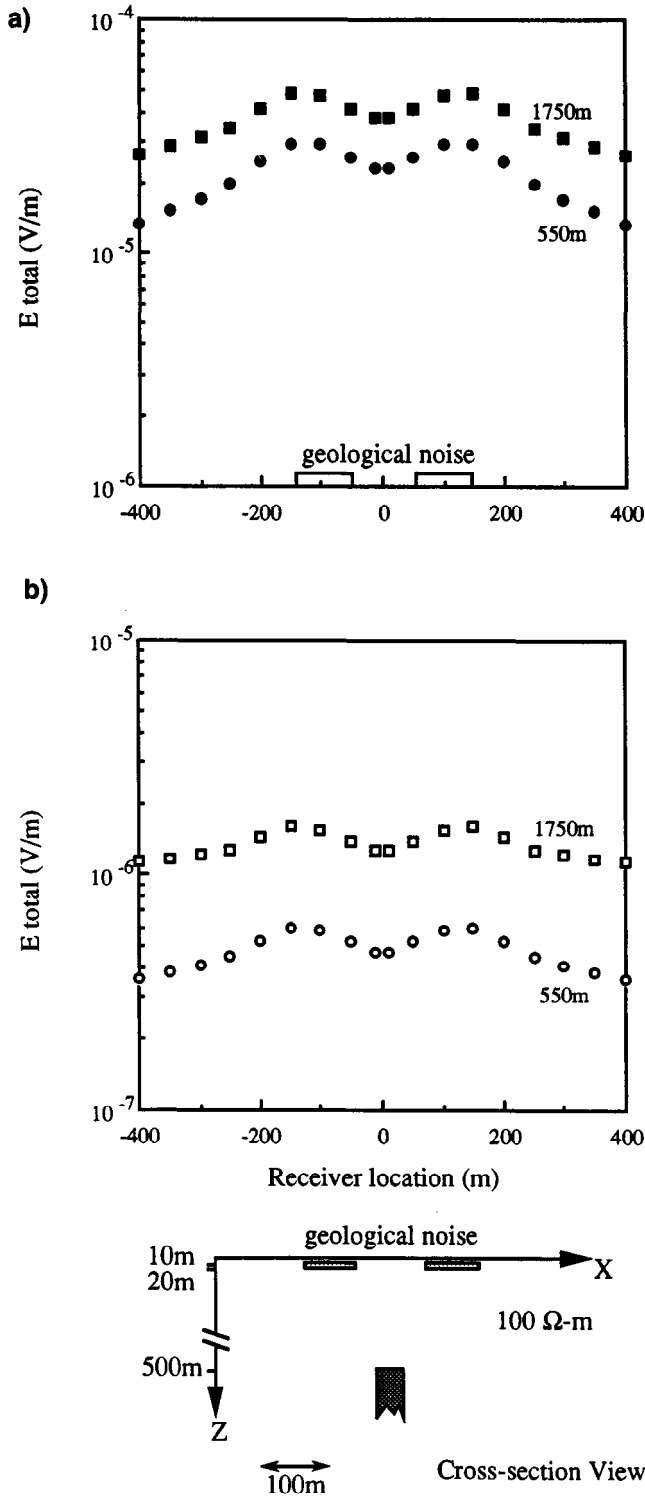 a)
10⁻⁴
1750m
550m
10⁻⁵
E total (V/m)
geological noise
10⁻⁶
-400 -200 0 200 400
b)
10⁻⁵
1750m
10⁻⁶
E total (V/m)
550m
10⁻⁷
-400 -200 0 200 400
Receiver location (m)
geological noise
10m
20m
X
100 Ω-m
500m
Z
100m
Cross-section View